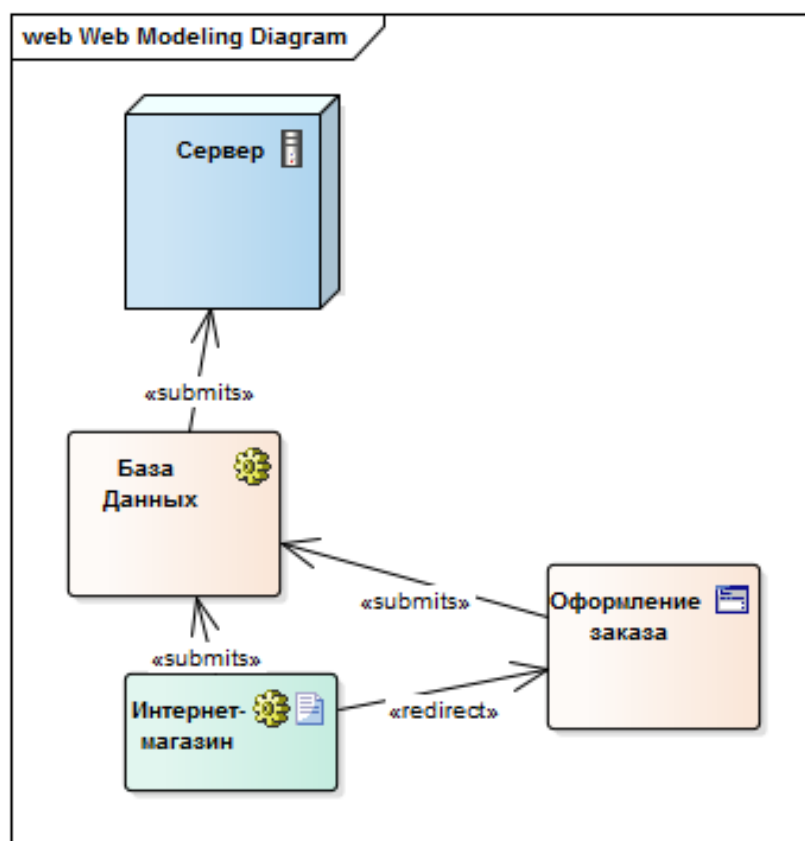 web Web Modeling Diagram
Сервер
«submits»
База
Данных
«submits»
Оформление
заказа
«submits»
Интернет-
магазин
«redirect»